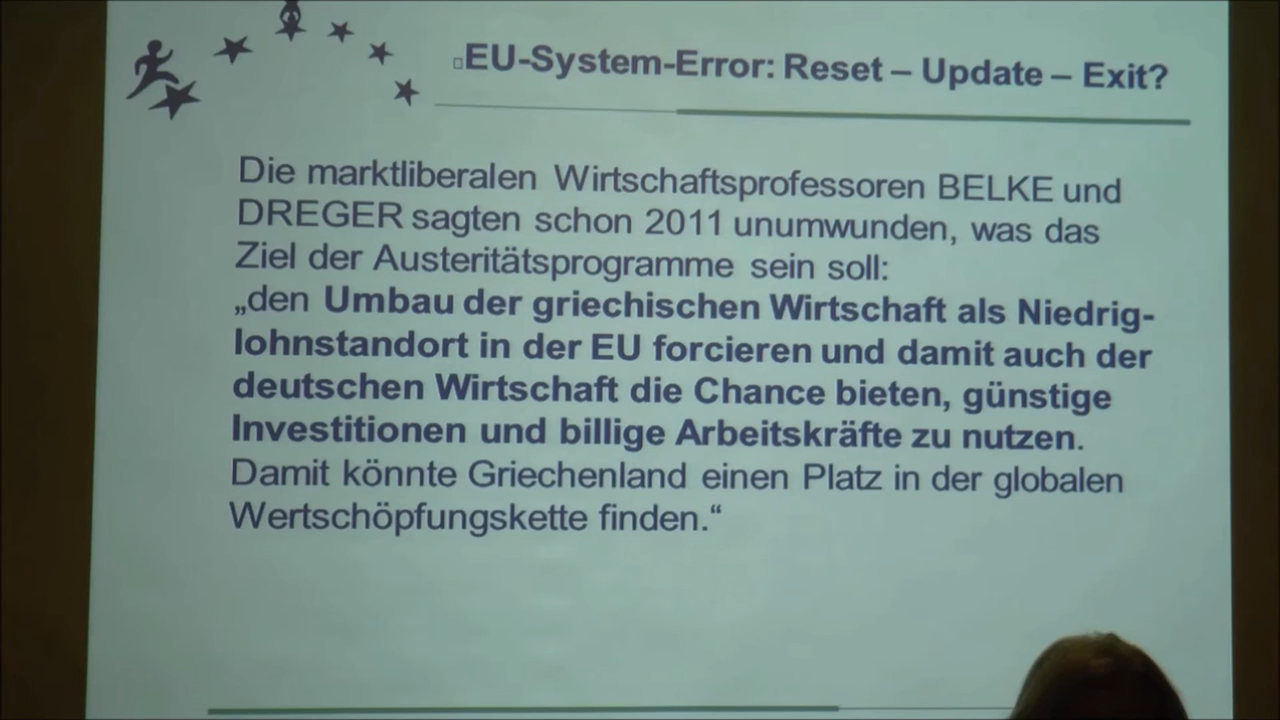 EU-System-Error: Reset – Update – Exit?
Die marktliberalen Wirtschaftsprofessoren BELKE und
DREGER sagten schon 2011 unumwunden, was das
Ziel der Austeritätsprogramme sein soll:
„den Umbau der griechischen Wirtschaft als Niedrig-
lohnstandort in der EU forcieren und damit auch der
deutschen Wirtschaft die Chance bieten, günstige
Investitionen und billige Arbeitskräfte zu nutzen.
Damit könnte Griechenland einen Platz in der globalen
Wertschöpfungskette finden.“